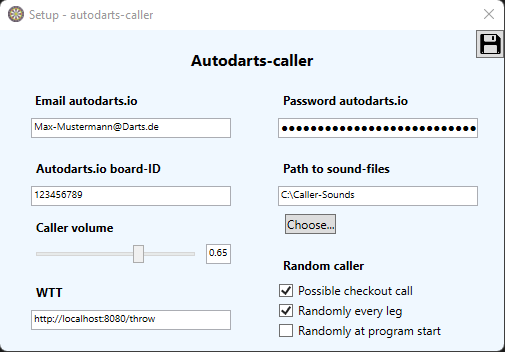 Setup - autodarts-caller
Autodarts-caller
Email autodarts.io
Password autodarts.io
Max-Mustermann@Darts.de
●●●●●●●●●●●●●●●●●●●●●●●●●●●●
Autodarts.io board-ID
Path to sound-files
123456789
C:\Caller-Sounds
Choose...
Caller volume
0.65
Random caller
Possible checkout call
WTT
Randomly every leg
http://localhost:8080/throw
Randomly at program start